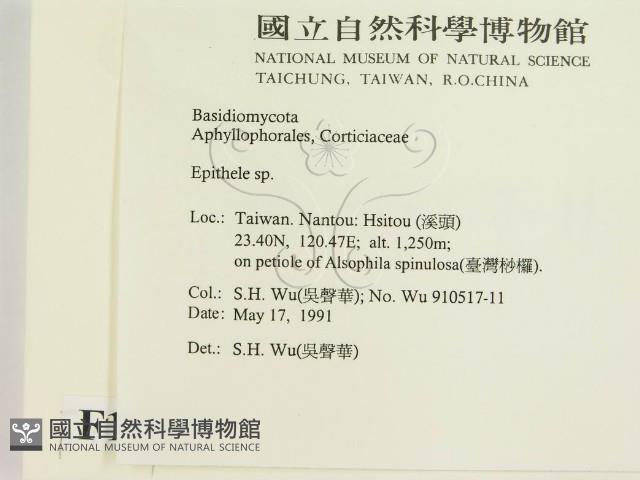 國立自然科學博物館
NATIONAL MUSEUM OF NATURAL SCIENCE
TAICHUNG, TAIWAN, R.O.CHINA
Basidiomycota
Aphyllophorales, Corticiaceae
Epithele sp.
Loc.: Taiwan. Nantou: Hsitou (溪頭)
23.40N, 120.47E; alt. 1,250m;
on petiole of Alsophila spinulosa(臺灣桫欏).
Col.: S.H. Wu(吳聲華); No. Wu 910517-11
Date: May 17, 1991
Det.: S.H. Wu(吳聲華)
國立自然科學博物館
NATIONAL MUSEUM OF NATURAL SCIENCE